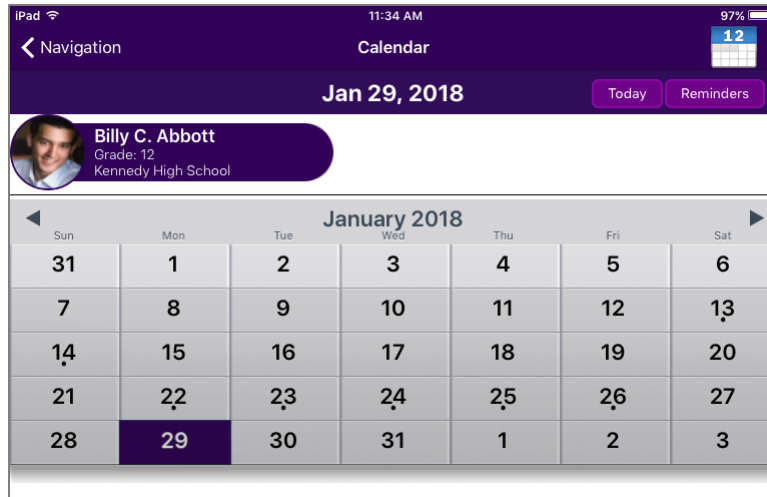 iPad 11:34 AM 97%
Navigation Calendar 12
Jan 29, 2018 Today Reminders
Billy C. Abbott
Grade: 12
Kennedy High School
January 2018
Sun Mon Tue Wed Thu Fri Sat
31 1 2 3 4 5 6
7 8 9 10 11 12 13
14 15 16 17 18 19 20
21 22 23 24 25 26 27
28 29 30 31 1 2 3